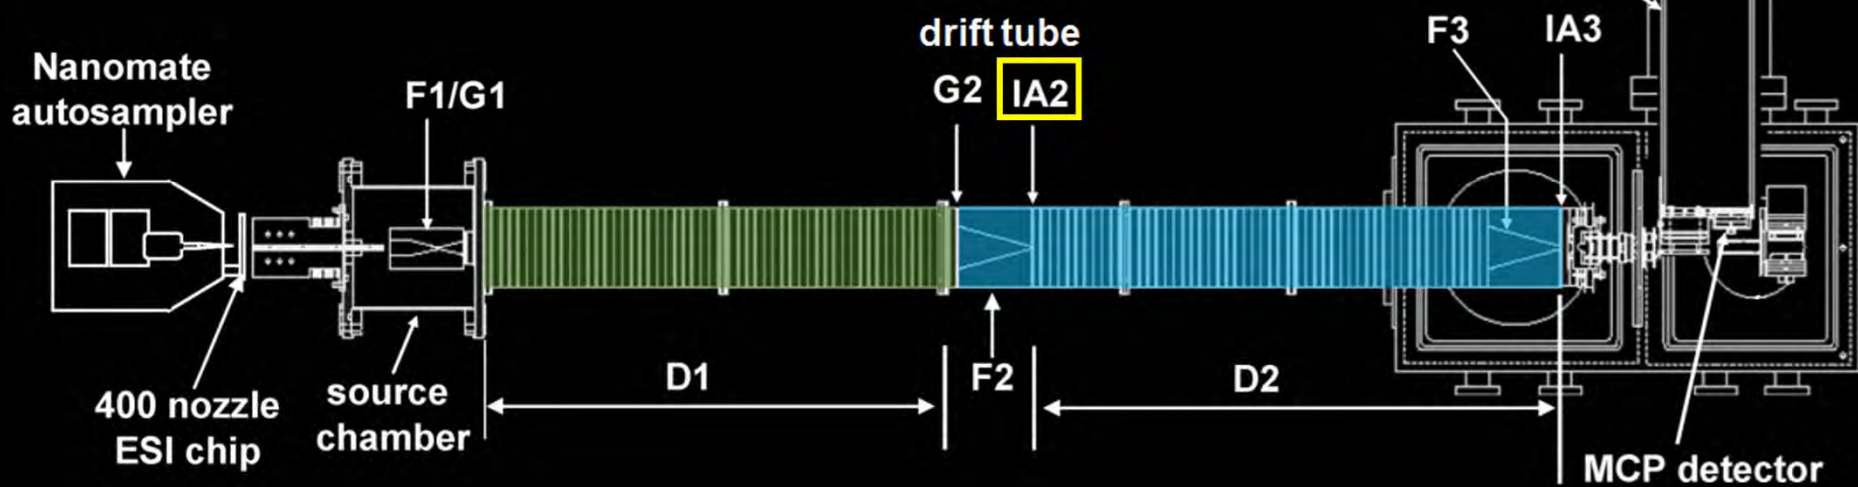 drift tube
Nanomate
autosampler
F1/G1
G2
IA2
F3
IA3
400 nozzle
ESI chip
source
chamber
D1
F2
D2
MCP detector